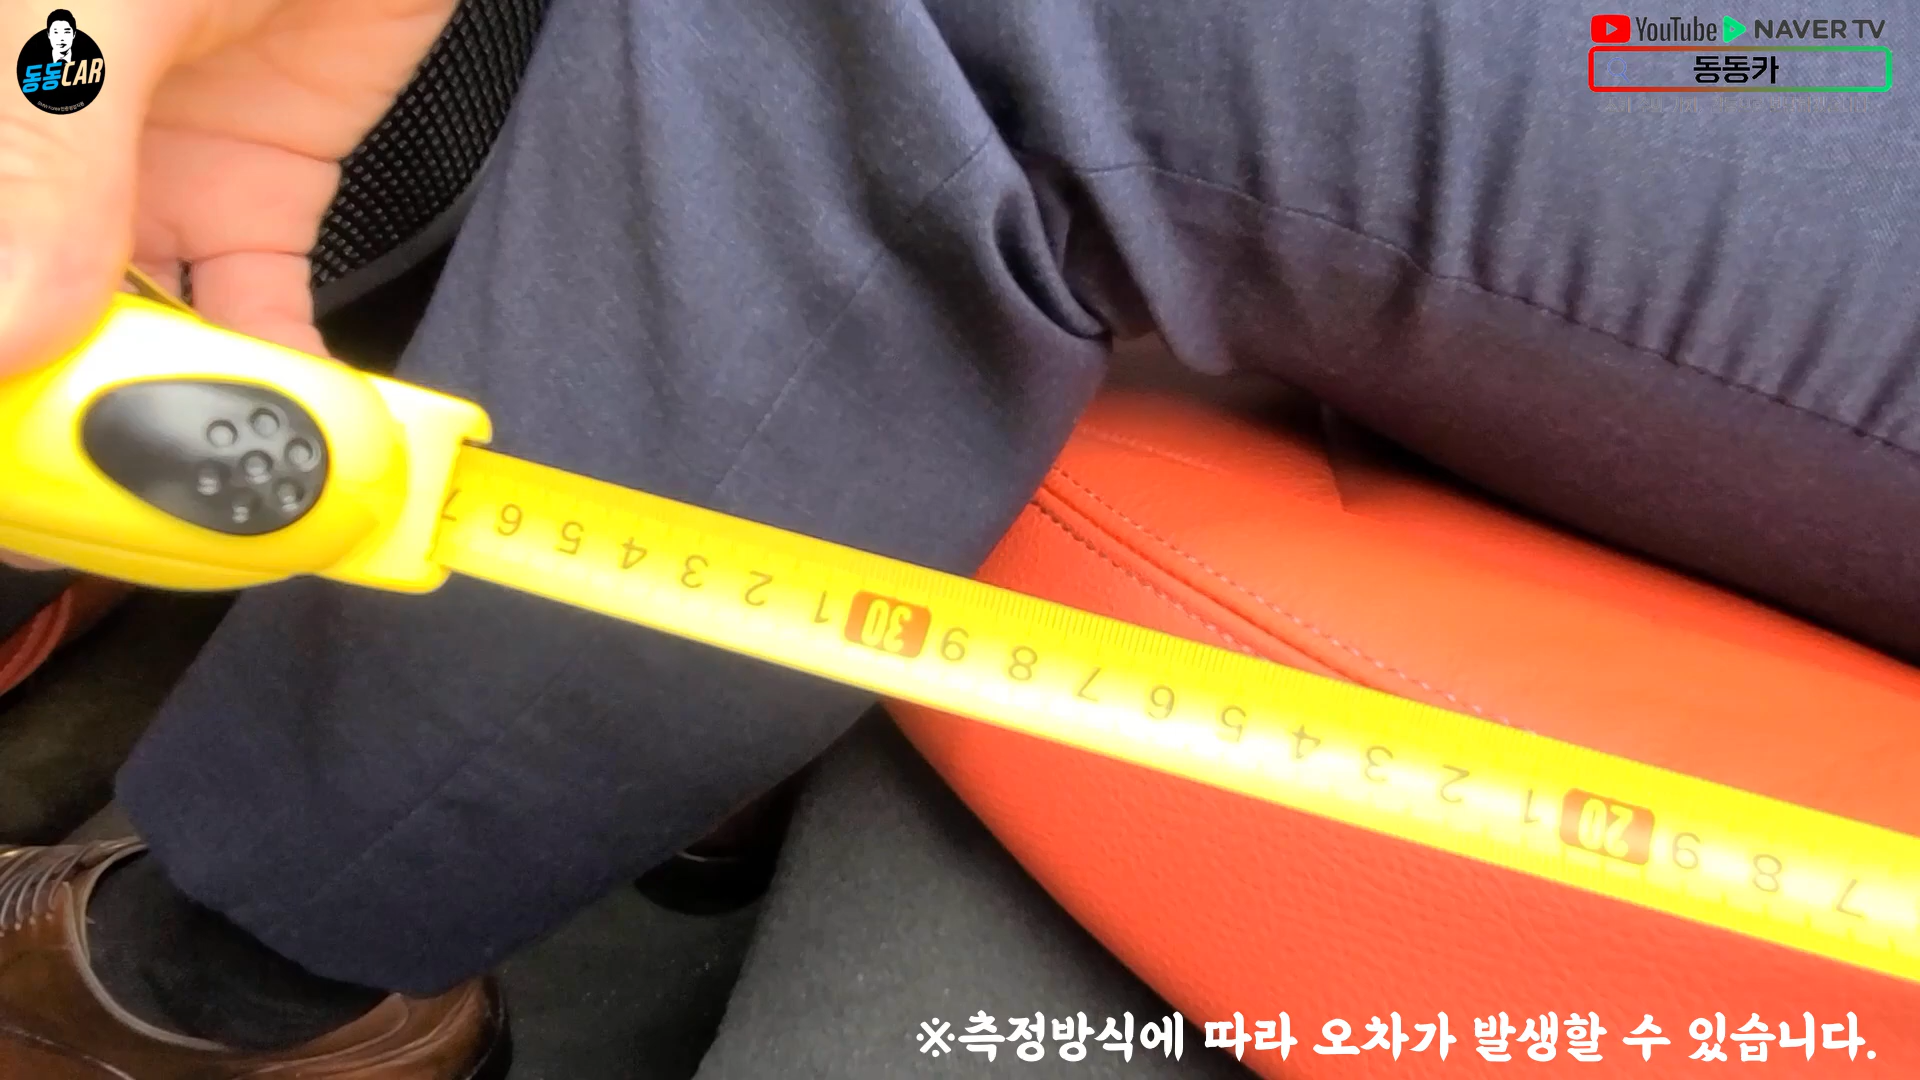 동동CAR
YouTube NAVER TV
동동카
7 6 5 4 3 2 1 30 9 8 7 6 5 4 3 2 1 20 9 8 7
※측정방식에 따라 오차가 발생할 수 있습니다.